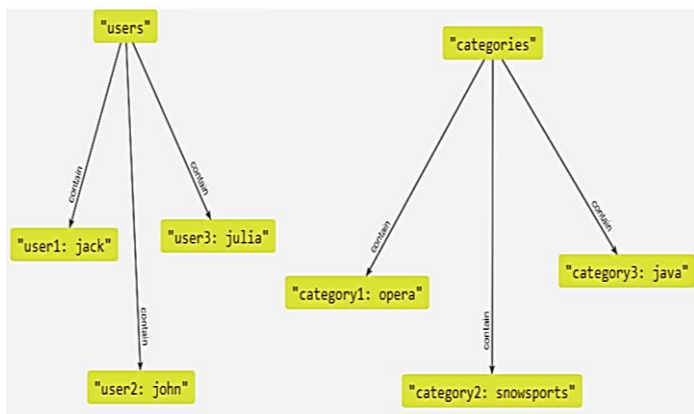 "users"
"categories"
contain
contain
contain
contain
contain
contain
"user1: jack"
"user3: julia"
"category3: java"
"category1: opera"
"user2: john"
"category2: snowsports"